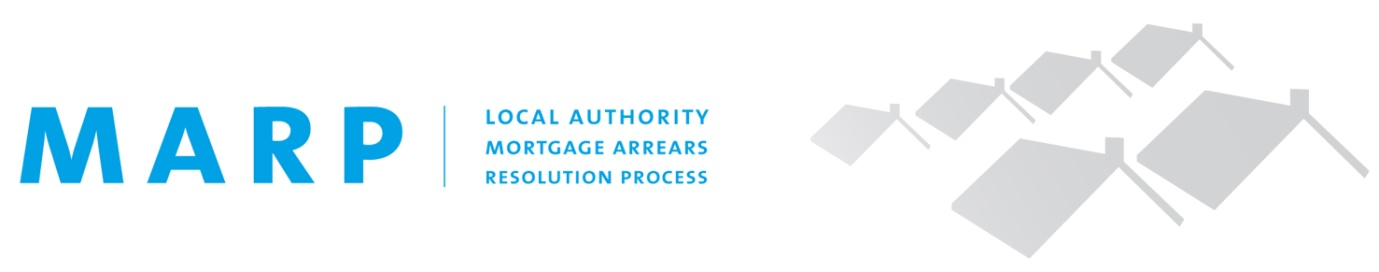 MARP
LOCAL AUTHORITY
MORTGAGE ARREARS
RESOLUTION PROCESS